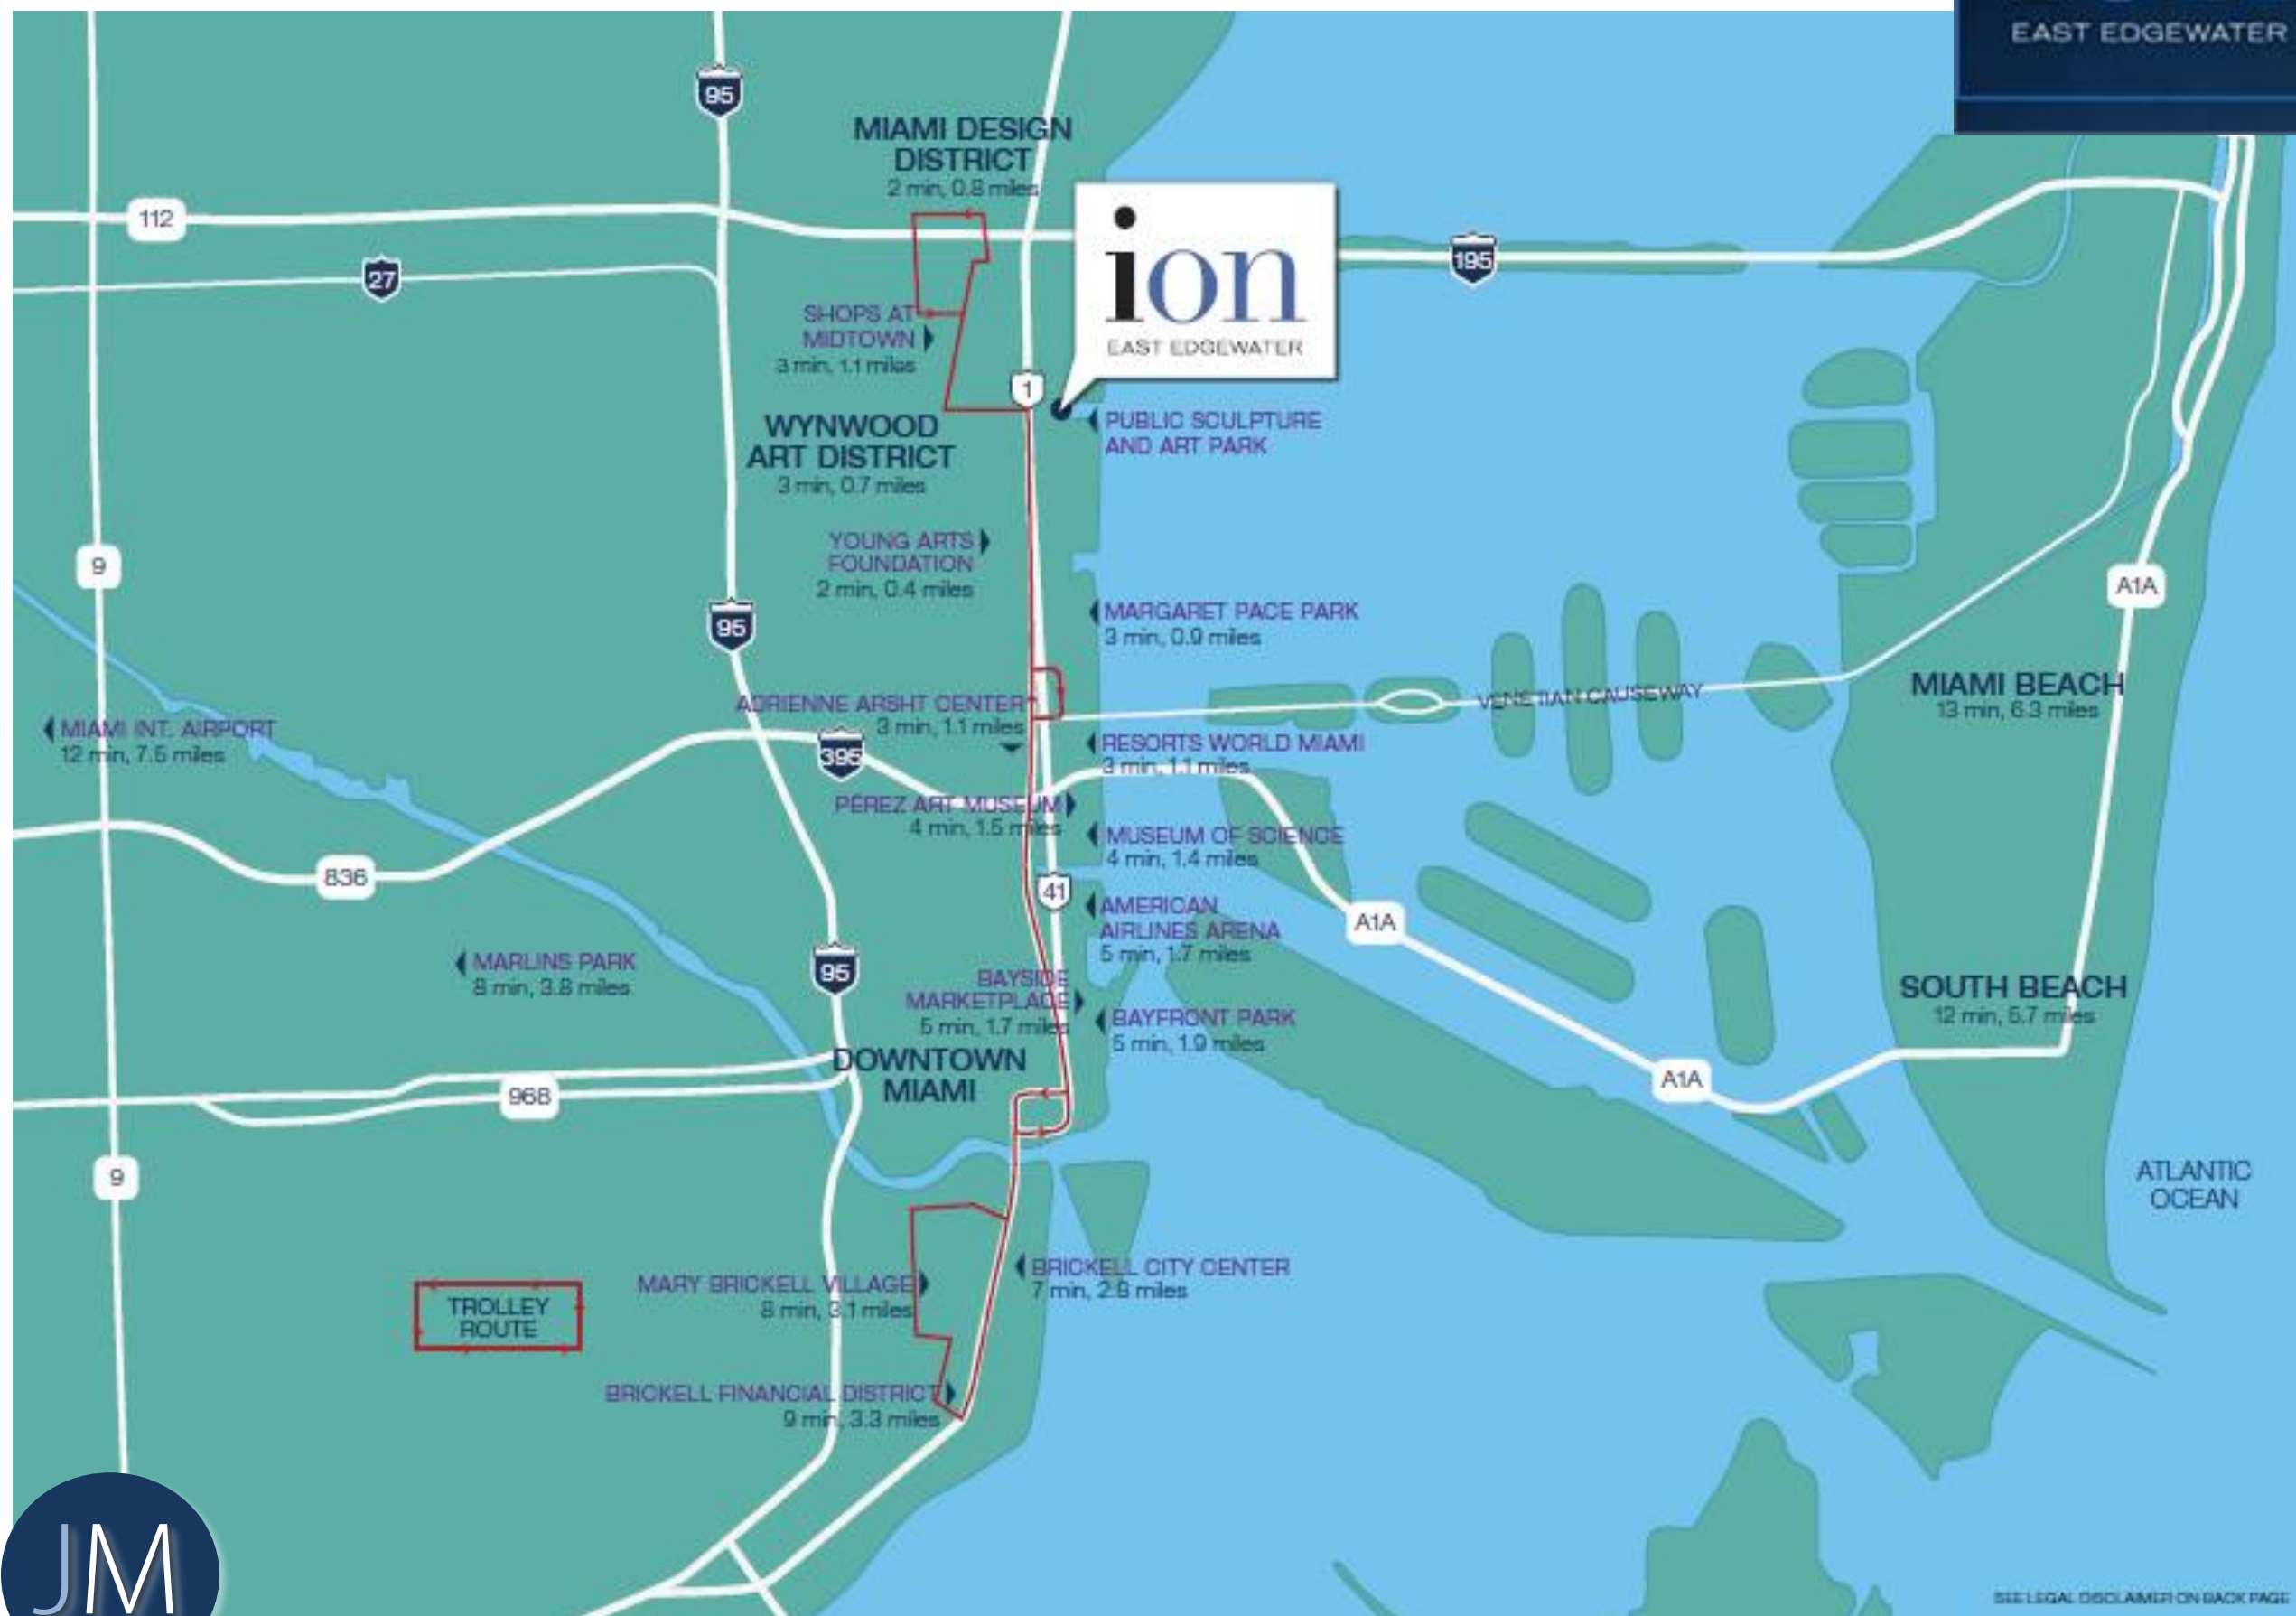 EAST EDGEWATER
95
MIAMI DESIGN
DISTRICT
2 min, 0.8 miles
112
27
ion
EAST EDGEWATER
195
SHOPS AT
MIDTOWN
3 min, 1.1 miles
1
PUBLIC SCULPTURE
AND ART PARK
WYNWOOD
ART DISTRICT
3 min, 0.7 miles
9
YOUNG ARTS
FOUNDATION
2 min, 0.4 miles
A1A
95
MARGARET PACE PARK
3 min, 0.9 miles
VENETIAN CAUSEWAY
MIAMI BEACH
13 min, 6.3 miles
ADRIENNE ARSHT CENTER
3 min, 1.1 miles
MIAMI INT. AIRPORT
12 min, 7.5 miles
395
RESORTS WORLD MIAMI
3 min, 1.1 miles
PÉREZ ART MUSEUM
4 min, 1.5 miles
MUSEUM OF SCIENCE
4 min, 1.4 miles
836
41
AMERICAN
AIRLINES ARENA
5 min, 1.7 miles
A1A
MARLINS PARK
8 min, 3.8 miles
95
BAYSIDE
MARKETPLACE
5 min, 1.7 miles
BAYFRONT PARK
5 min, 1.9 miles
SOUTH BEACH
12 min, 5.7 miles
DOWNTOWN
MIAMI
968
A1A
9
ATLANTIC
OCEAN
BRICKELL CITY CENTER
7 min, 2.8 miles
MARY BRICKELL VILLAGE
8 min, 3.1 miles
TROLLEY
ROUTE
BRICKELL FINANCIAL DISTRICT
9 min, 3.3 miles
JM
SEE LEGAL DISCLAIMER ON BACK PAGE